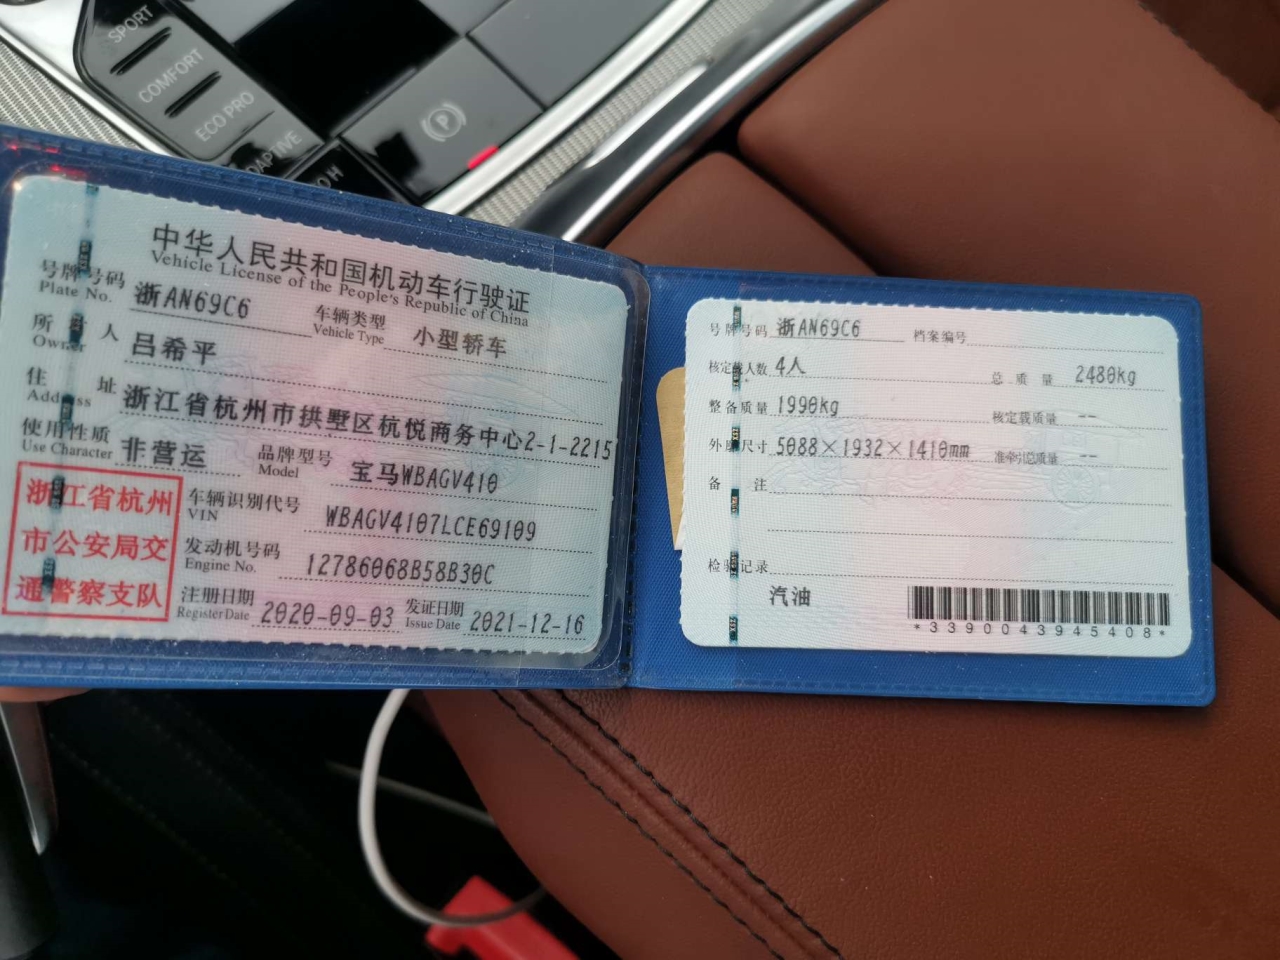 SPORT
COMFORT
ECO PRO
ADAPTIVE
P
中华人民共和国机动车行驶证
Vehicle License of the People's Republic of China
号牌号码 浙AN69C6 车辆类型 小型轿车
Plate No. Vehicle Type
所有人 吕希平
Owner
住址 浙江省杭州市拱墅区杭悦商务中心2-1-2215
Address
使用性质 非营运 品牌型号 宝马WBAGV410
Use Character Model
浙江省杭州
市公安局交
通警察支队
车辆识别代号 WBAGV4107LCE69109
VIN
发动机号码 12786068B58B30C
Engine No.
注册日期 2020-09-03 发证日期 2021-12-16
Register Date Issue Date
号牌号码 浙AN69C6 档案编号
核定载人数 4人 总质量 2480kg
整备质量 1990kg 核定载质量 --
外廓尺寸 5088×1932×1410mm 准牵引总质量 --
备注
检验记录
汽油
*3390043945408*